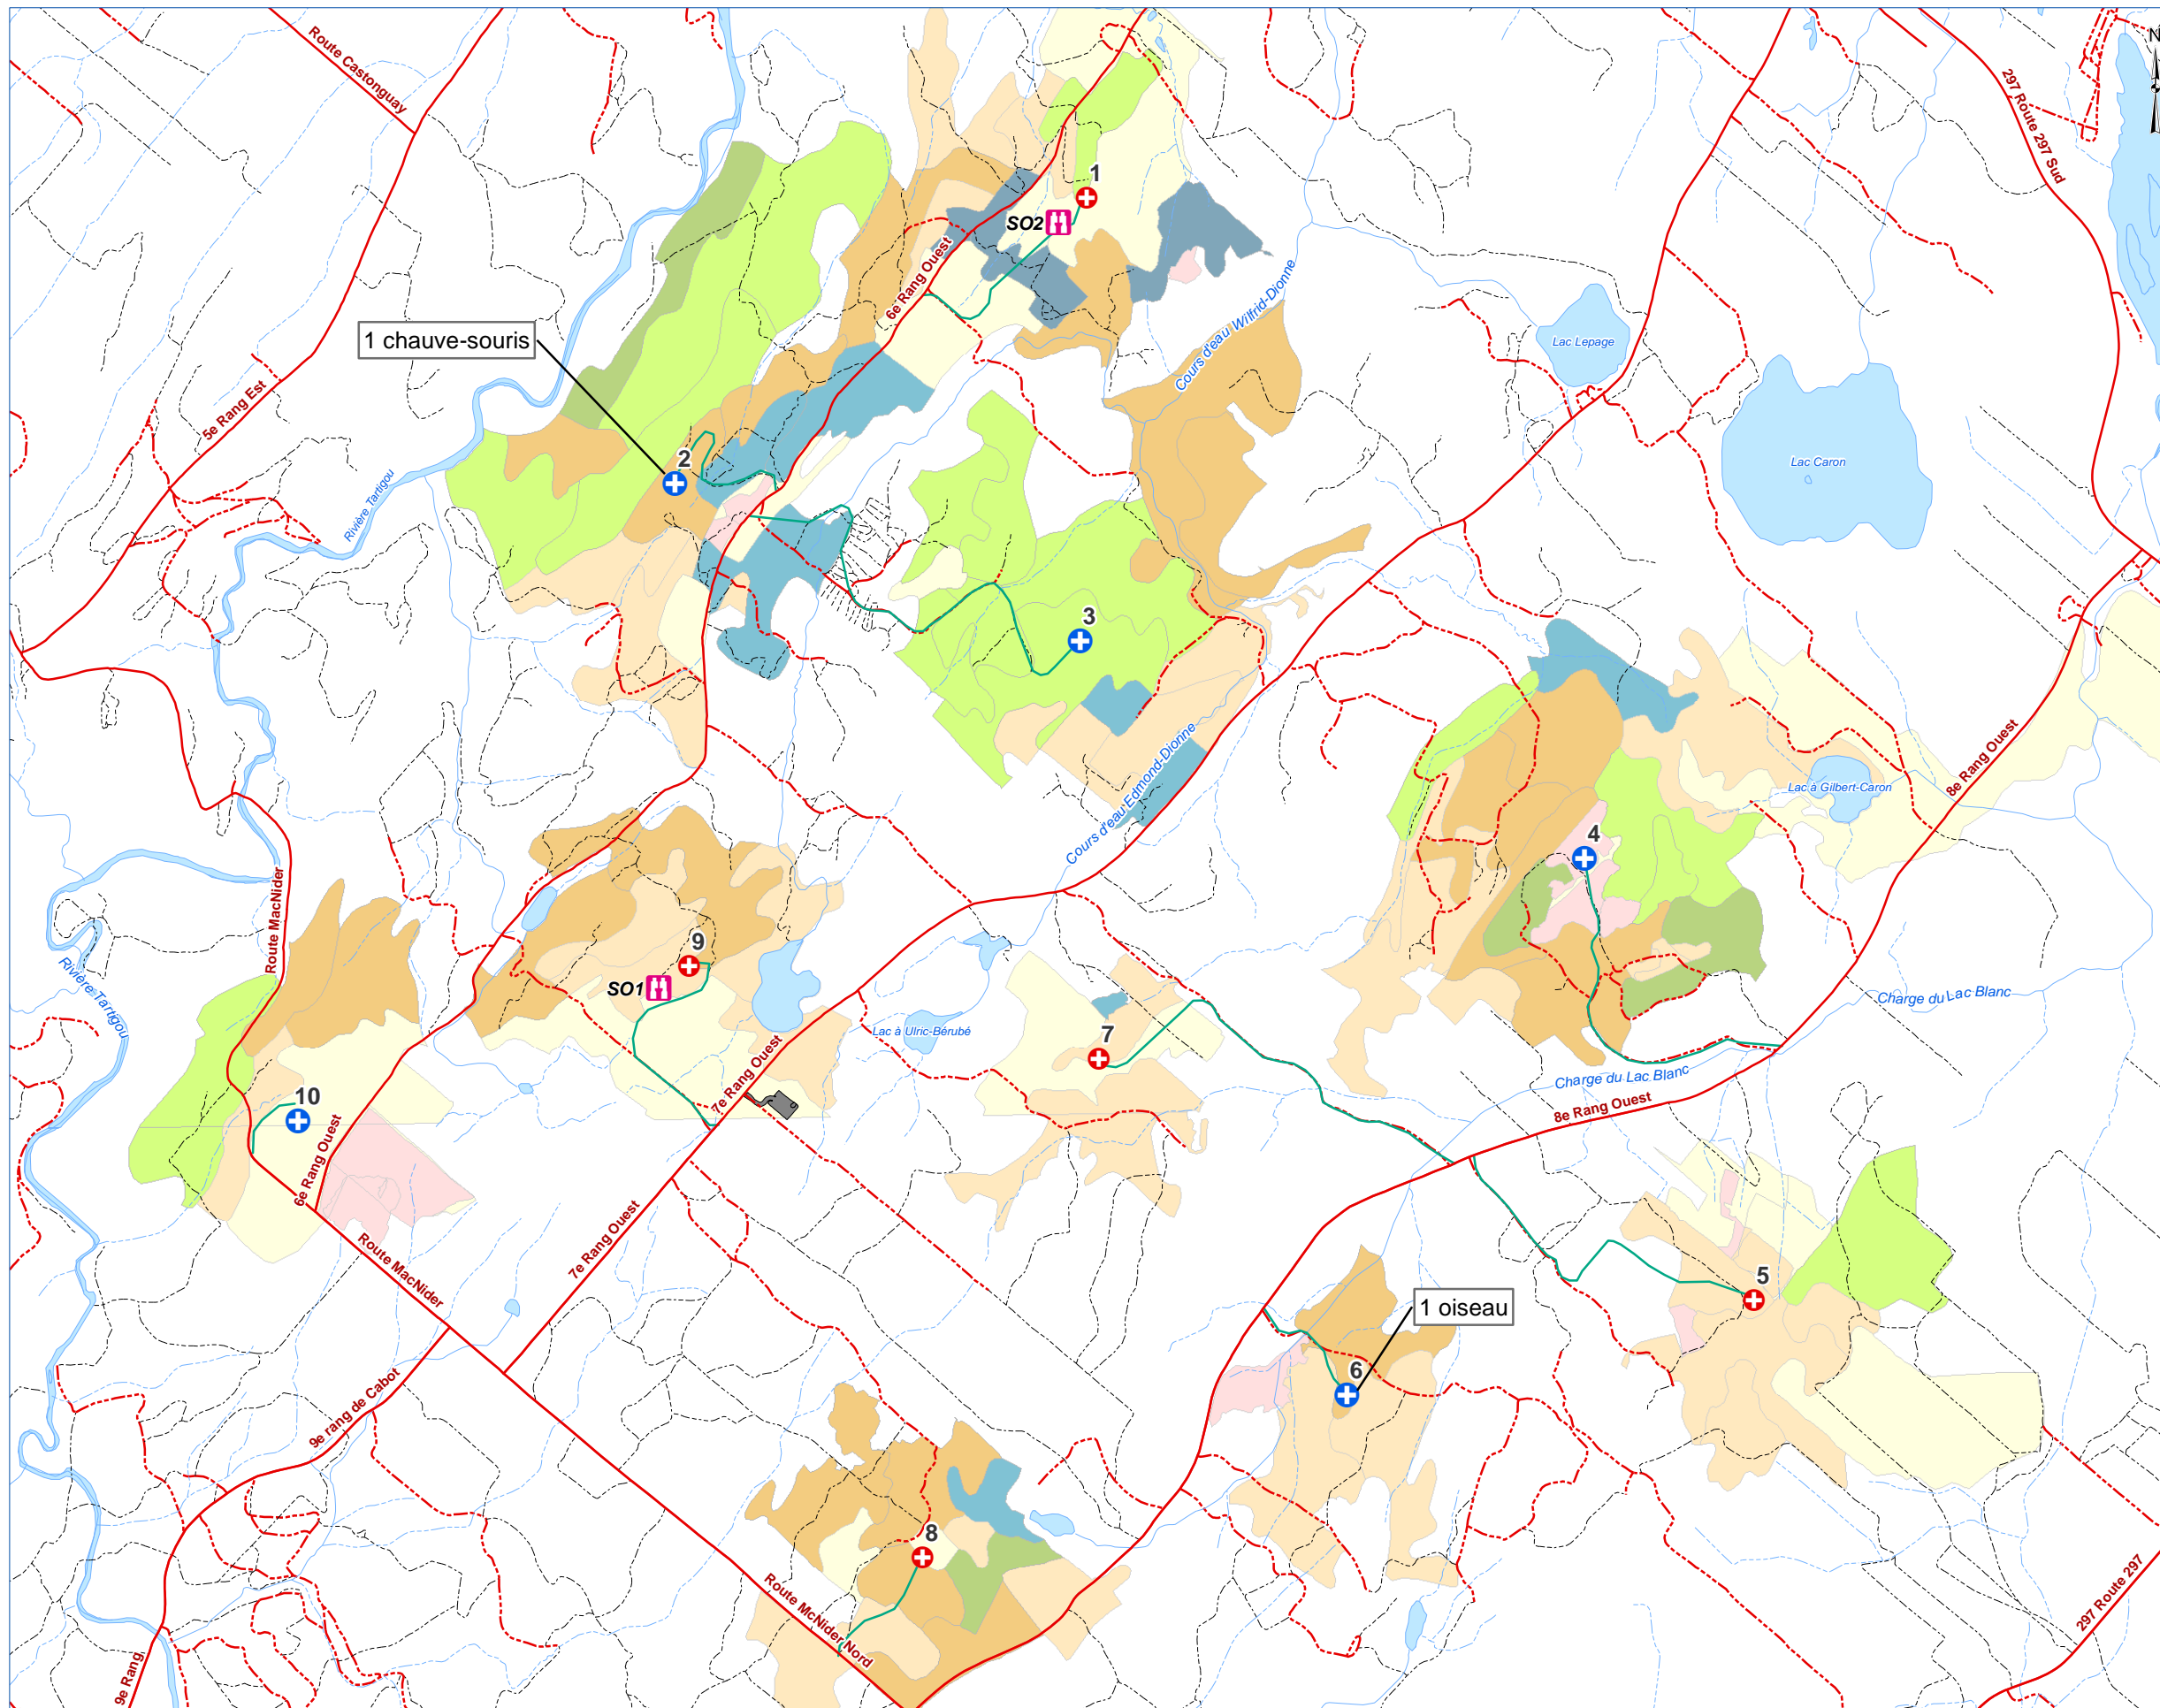 Route Castonguay
297 Route 297 Sud
N
1
SO2
6e Rang Ouest
Cours d'eau Wilfrid-Dionne
1 chauve-souris
Lac Lepage
5e Rang Est
2
Lac Caron
Rivière Tartigou
3
8e Rang Ouest
Cours d'eau Edmond-Dionne
Lac à Gilbert-Caron
4
Route MacNider
9
SO1
Rivière Tartigou
Charge du Lac Blanc
Lac à Ulric-Bérubé
7
7e Rang Ouest
Charge du Lac Blanc
10
8e Rang Ouest
6e Rang Ouest
7e Rang Ouest
Route MacNider
5
1 oiseau
6
9e rang de Cabot
8
Route McNider Nord
297 Route 297
9e Rang